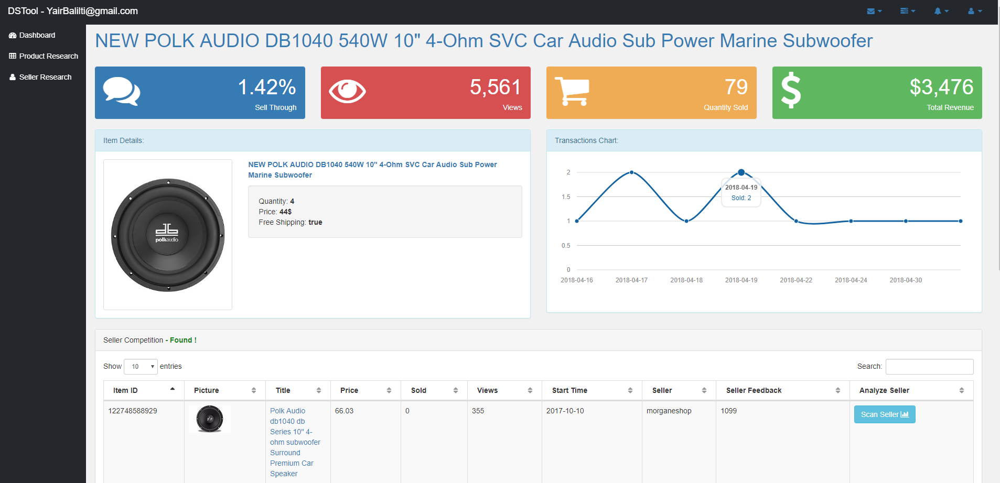 DSTool - YairBalilti@gmail.com
Dashboard
Product Research
Seller Research
NEW POLK AUDIO DB1040 540W 10" 4-Ohm SVC Car Audio Sub Power Marine Subwoofer
1.42%
Sell Through
5,561
Views
79
Quantity Sold
$3,476
Total Revenue
Item Details:
db
polkaudio
NEW POLK AUDIO DB1040 540W 10" 4-Ohm SVC Car Audio Sub Power
Marine Subwoofer
Quantity: 4
Price: 44$
Free Shipping: true
Transactions Chart:
2
1.5
1
0.5
0
2018-04-19
Sold: 2
2018-04-16 2018-04-17 2018-04-18 2018-04-19 2018-04-22 2018-04-24 2018-04-30
Seller Competition - Found !
Show 10 entries
Search:
Item ID Picture Title Price Sold Views Start Time Seller Seller Feedback Analyze Seller
122748588929
Polk Audio
db1040 db
Series 10" 4-
ohm subwoofer
Surround
Premium Car
Speaker
66.03
0
355
2017-10-10
morganeshop
1099
Scan Seller